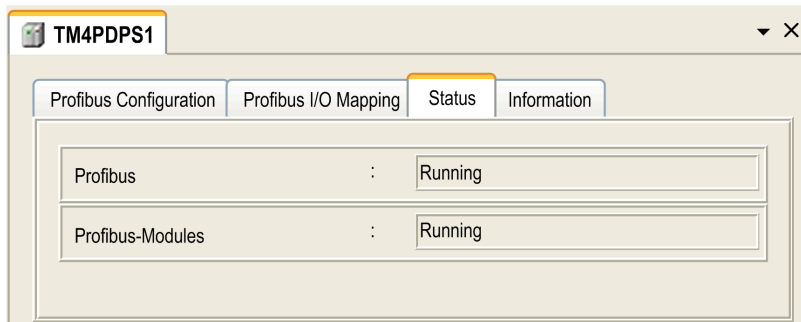 TM4PDPS1
Profibus Configuration Profibus I/O Mapping Status Information
Profibus : Running
Profibus-Modules : Running